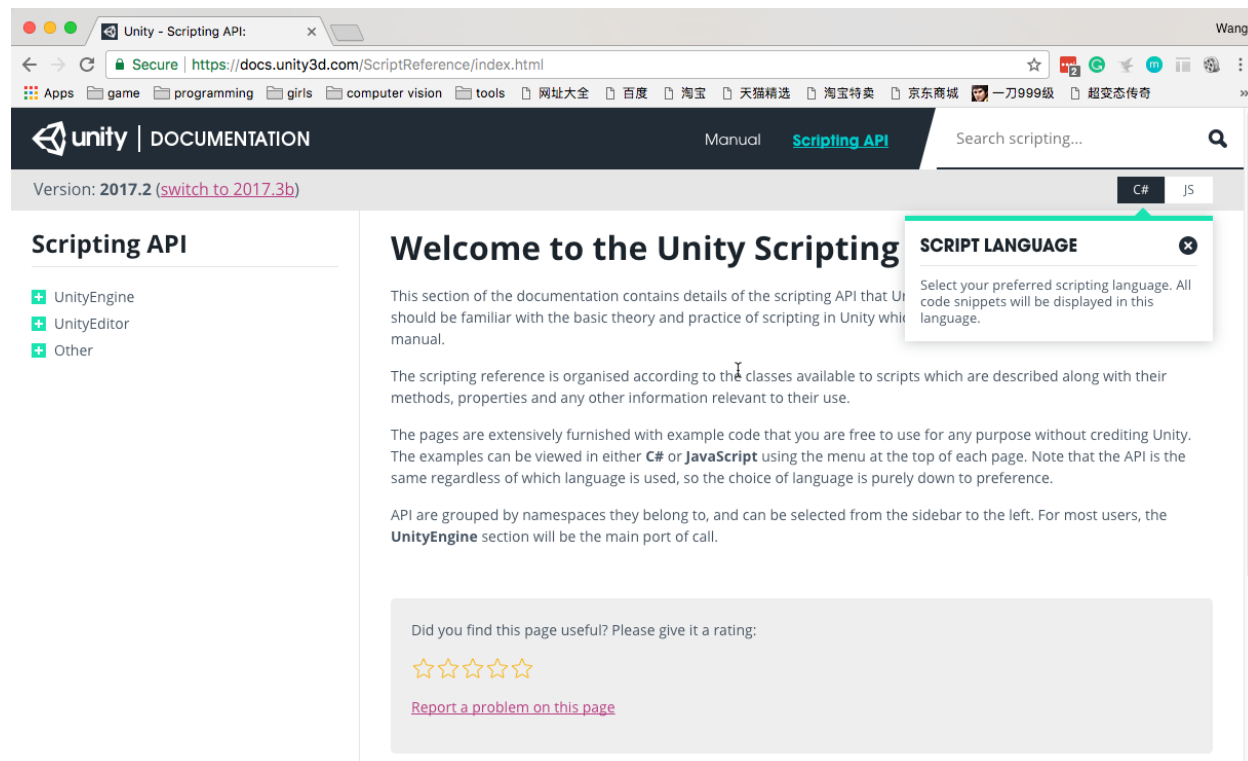 Unity - Scripting API:
Wang
Secure | https://docs.unity3d.com/ScriptReference/index.html
2
Apps game programming girls computer vision tools 网址大全 百度 淘宝 天猫精选 淘宝特卖 京东商城 一刀999级 超变态传奇 »
unity | DOCUMENTATION
Manual Scripting API Search scripting...
Version: 2017.2 (switch to 2017.3b)
C# JS
Scripting API
UnityEngine
UnityEditor
Other
Welcome to the Unity Scripting
This section of the documentation contains details of the scripting API that
should be familiar with the basic theory and practice of scripting in Unity
manual.
The scripting reference is organised according to the classes available to scripts which are described along with their
methods, properties and any other information relevant to their use.
The pages are extensively furnished with example code that you are free to use for any purpose without crediting Unity.
The examples can be viewed in either C# or JavaScript using the menu at the top of each page. Note that the API is the
same regardless of which language is used, so the choice of language is purely down to preference.
API are grouped by namespaces they belong to, and can be selected from the sidebar to the left. For most users, the
UnityEngine section will be the main port of call.
SCRIPT LANGUAGE
Select your preferred scripting language. All
code snippets will be displayed in this
language.
Did you find this page useful? Please give it a rating:
Report a problem on this page